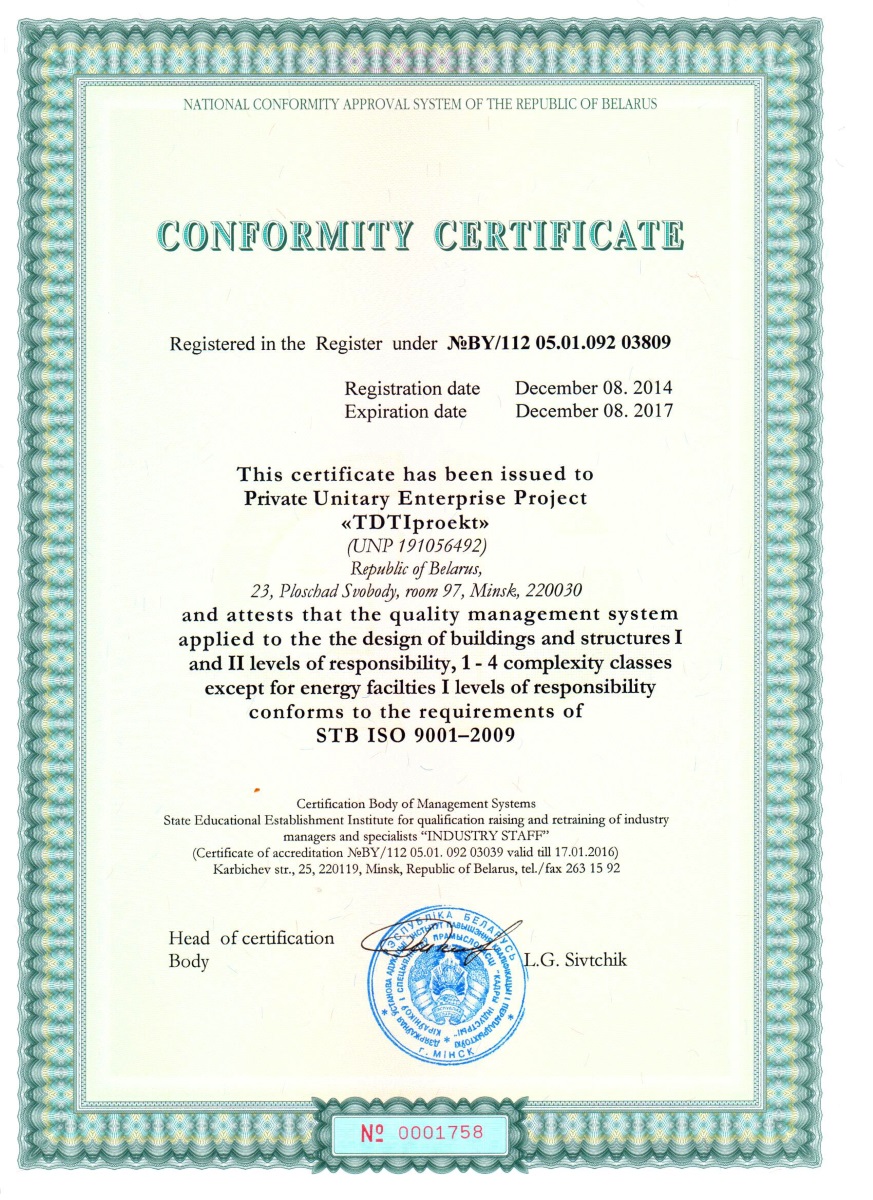 NATIONAL CONFORMITY APPROVAL SYSTEM OF THE REPUBLIC OF BELARUS
CONFORMITY CERTIFICATE
Registered in the Register under №BY/112 05.01.092 03809
Registration date December 08. 2014
Expiration date December 08. 2017
This certificate has been issued to
Private Unitary Enterprise Project
«TDTIproekt»
(UNP 191056492)
Republic of Belarus,
23, Ploschad Svobody, room 97, Minsk, 220030
and attests that the quality management system
applied to the the design of buildings and structures I
and II levels of responsibility, 1 - 4 complexity classes
except for energy facilties I levels of responsibility
conforms to the requirements of
STB ISO 9001–2009
Certification Body of Management Systems
State Educational Establishment Institute for qualification raising and retraining of industry
managers and specialists “INDUSTRY STAFF”
(Certificate of accreditation №BY/112 05.01. 092 03039 valid till 17.01.2016)
Karbichev str., 25, 220119, Minsk, Republic of Belarus, tel./fax 263 15 92
Head of certification
Body
L.G. Sivtchik
РЭСПУБЛІКА БЕЛАРУСЬ
г. МІНСК
№ 0001758